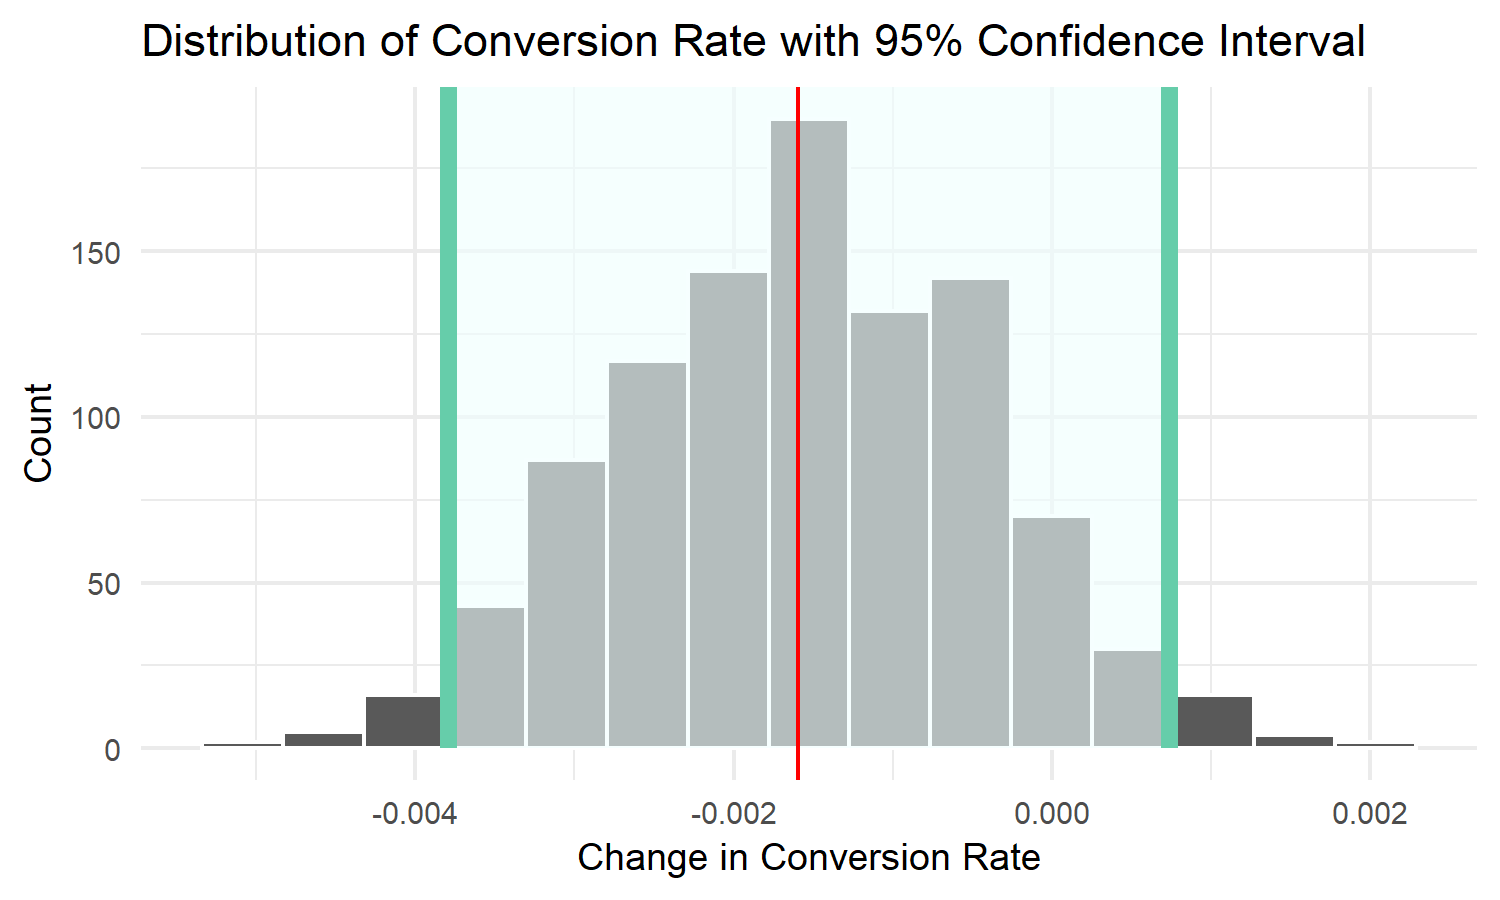 Distribution of Conversion Rate with 95% Confidence Interval
150
100
50
0
Count
-0.004 -0.002 0.000 0.002
Change in Conversion Rate